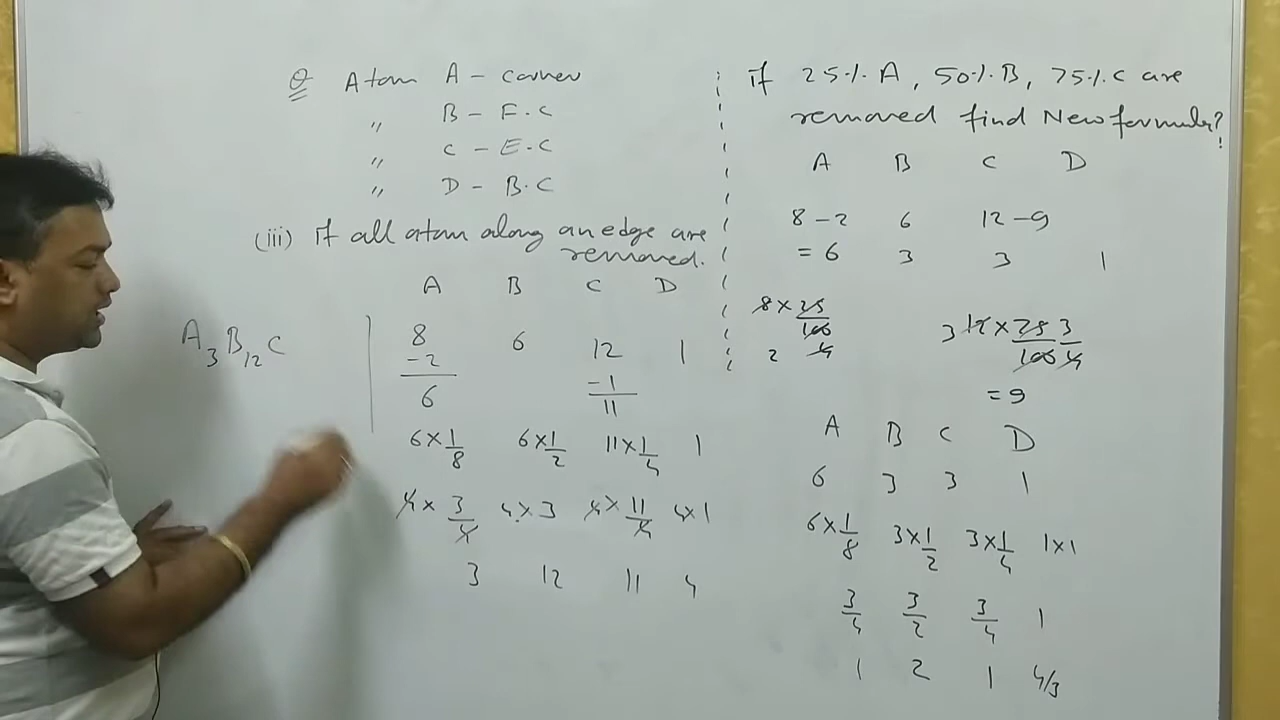 Q Atom A - corner
" B - F.C
" C - E.C
" D - B.C
(iii) if all atom along an edge are
removed.
A B C D
8 6 12 1
-2 -1
6 11
6×1/8 6×1/2 11×1/4 1
4×3/4 4×3 4×11/4 4×1
3 12 11 4
A3B12C
if 25%A, 50%B, 75%C are
removed find New formula?
A B C D
8-2 6 12-9
=6 3 3 1
8×25/100 3 12×75/100 3/4
2 4
=9
A B C D
6 3 3 1
6×1/8 3×1/2 3×1/4 1×1
3/4 3/2 3/4 1
1 2 1 4/3